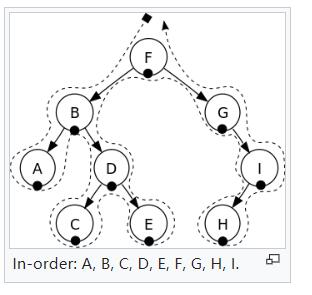 F
B G
A D I
C E H
In-order: A, B, C, D, E, F, G, H, I.